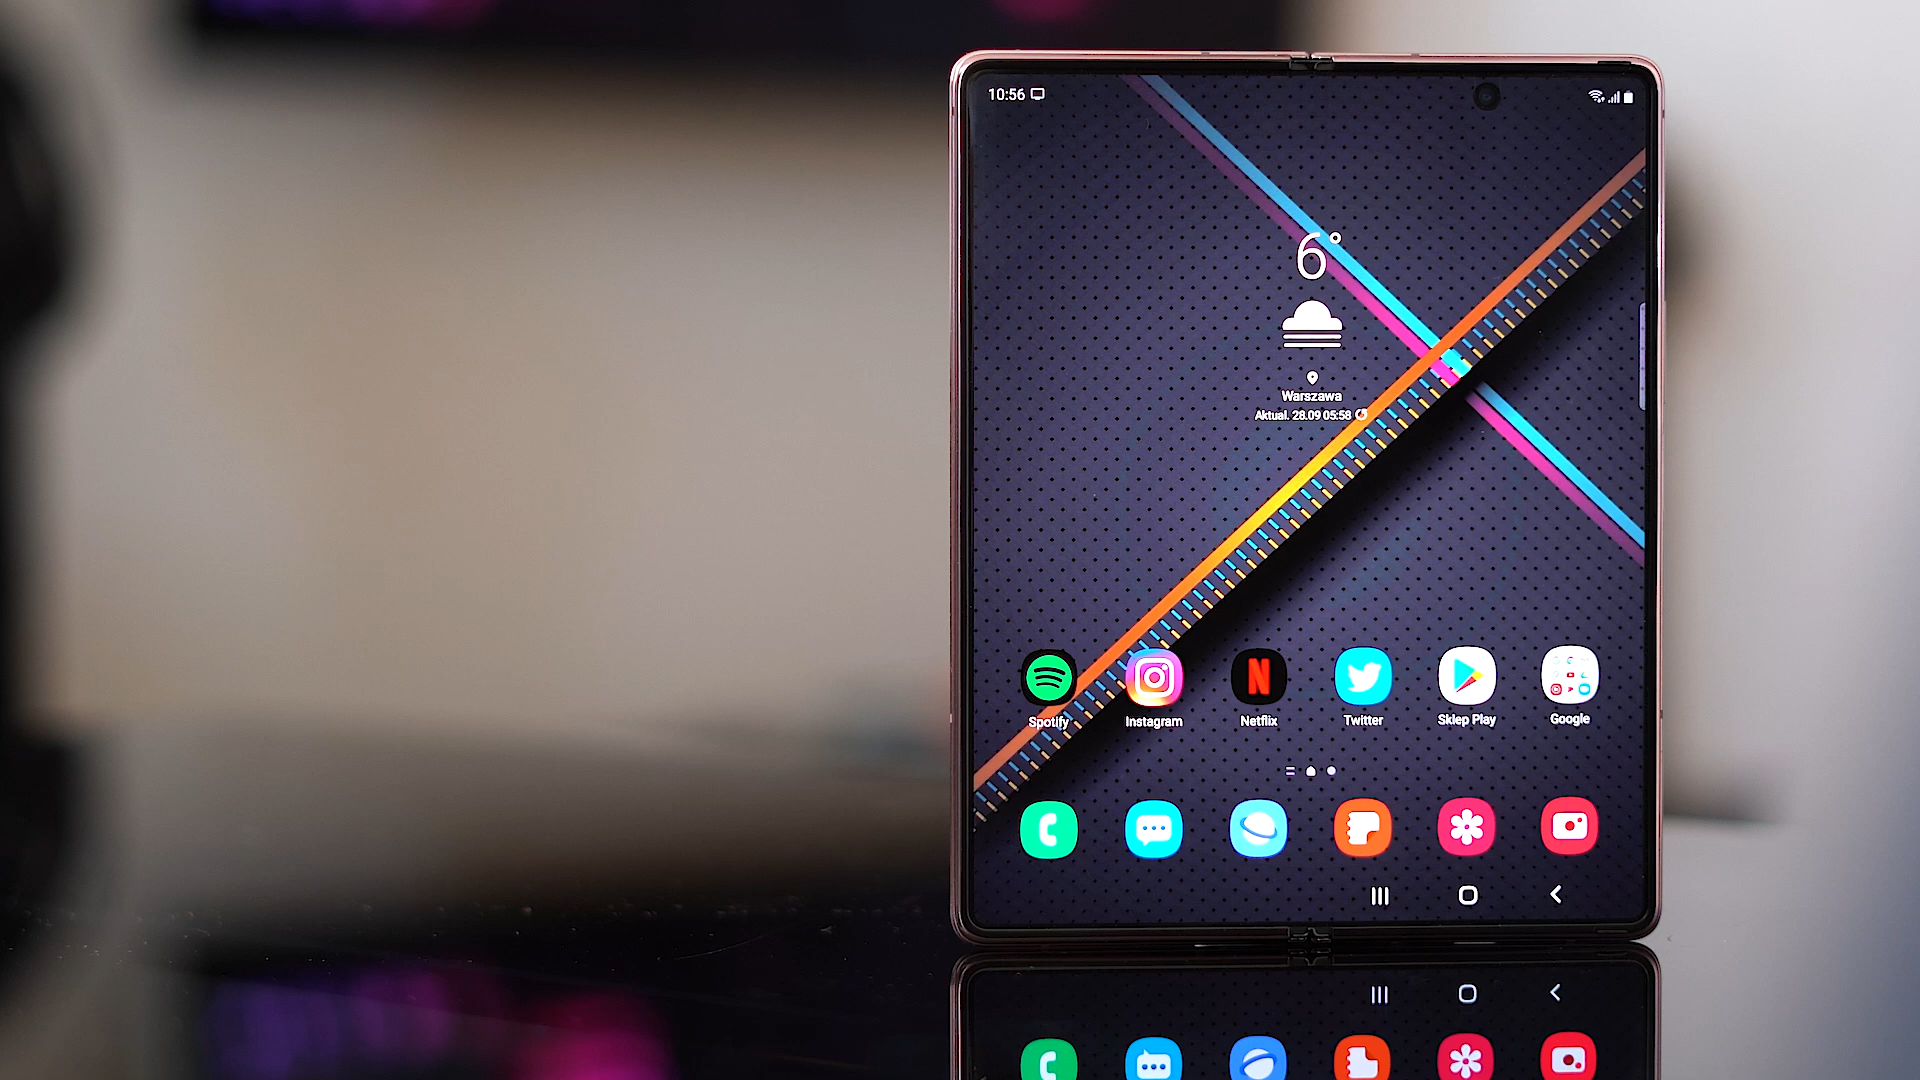 10:56
6°
Warszawa
Aktual. 28.09 05:58
Spotify
Instagram
Netflix
Twitter
Sklep Play
Google